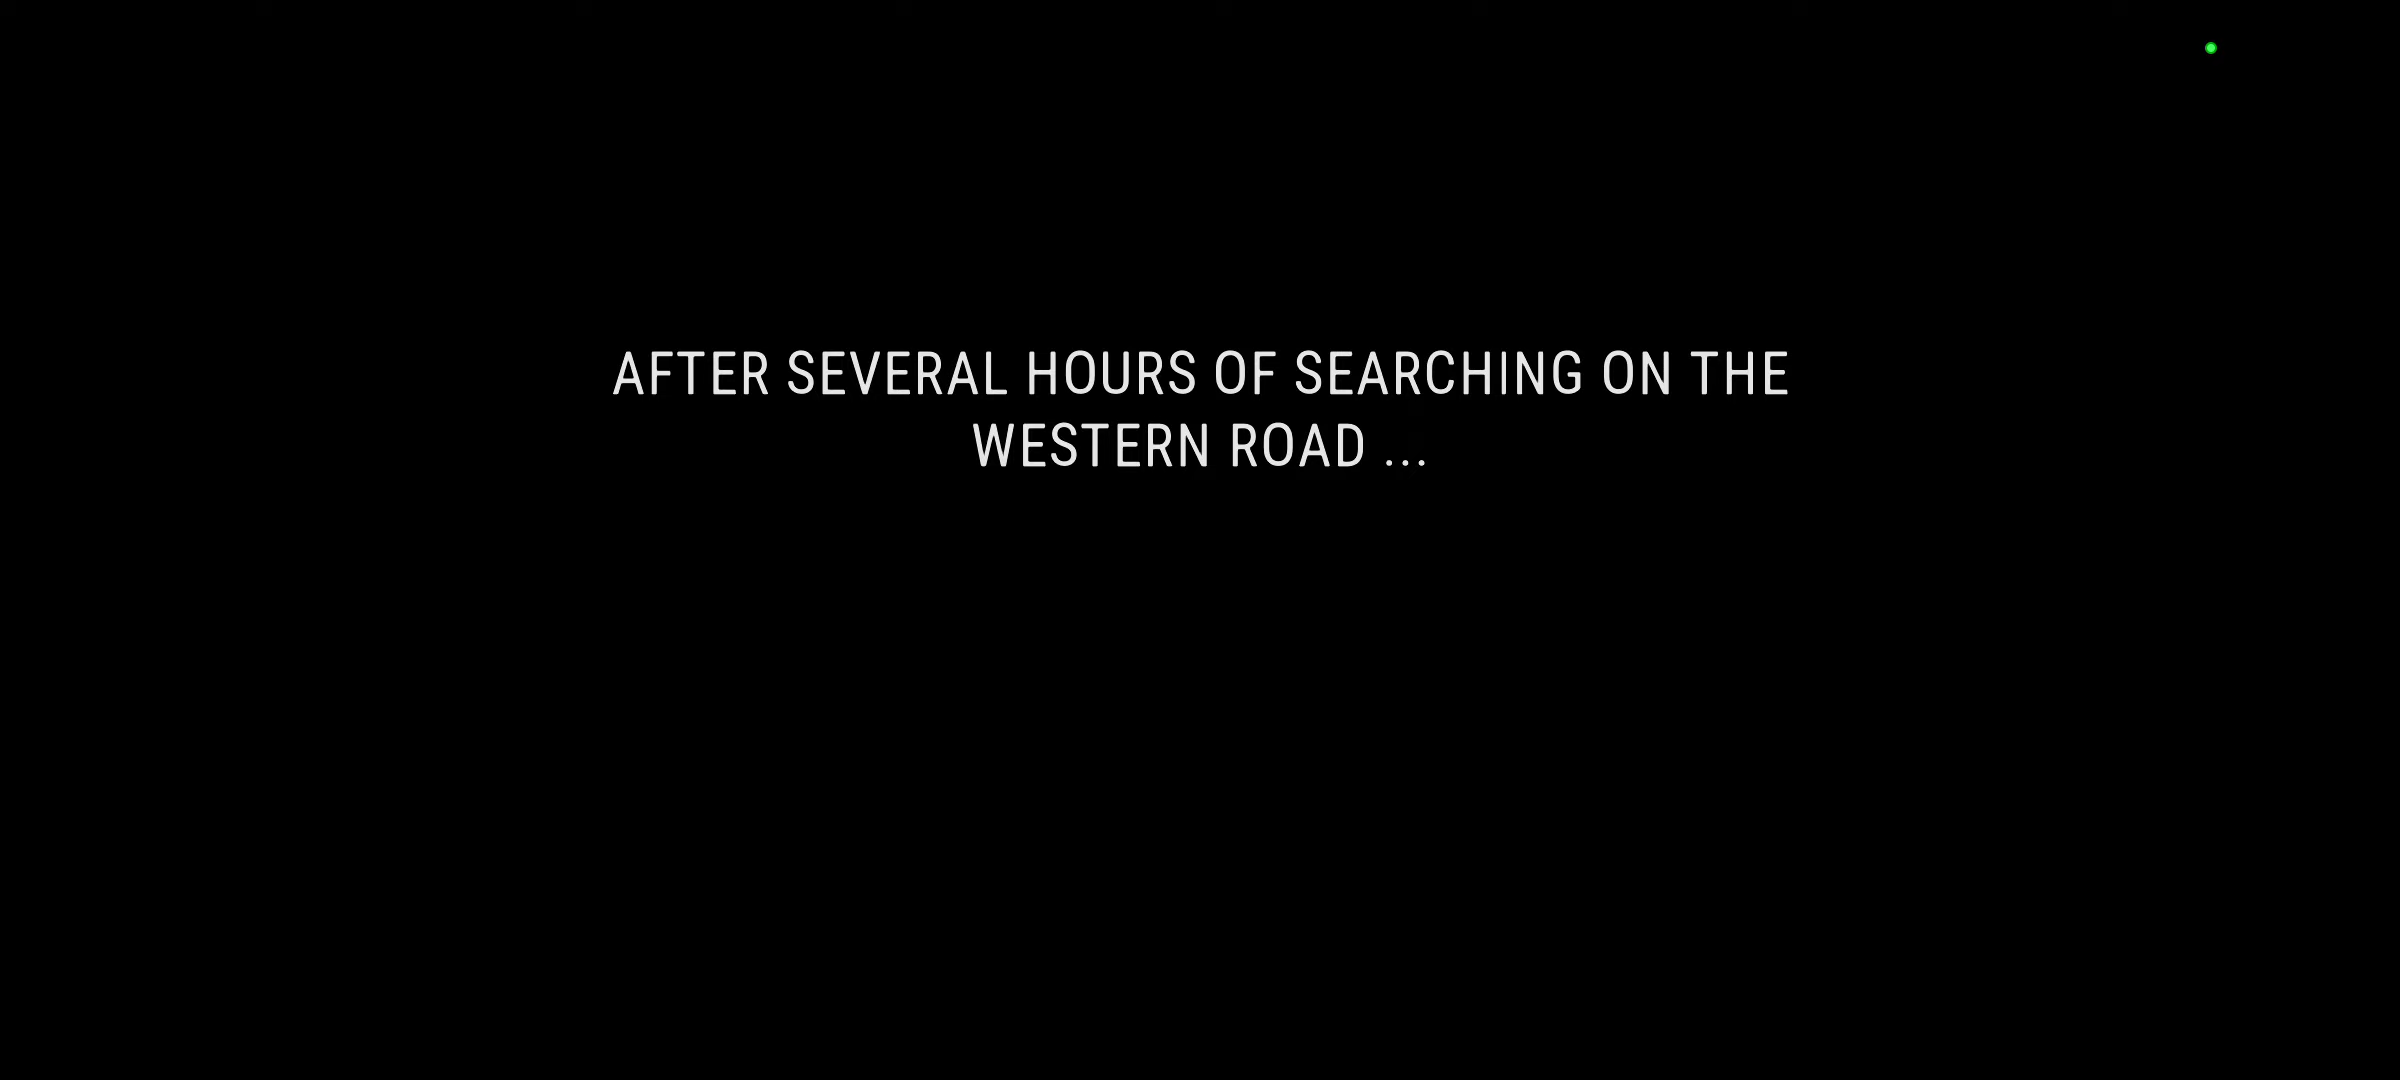 AFTER SEVERAL HOURS OF SEARCHING ON THE
WESTERN ROAD ...